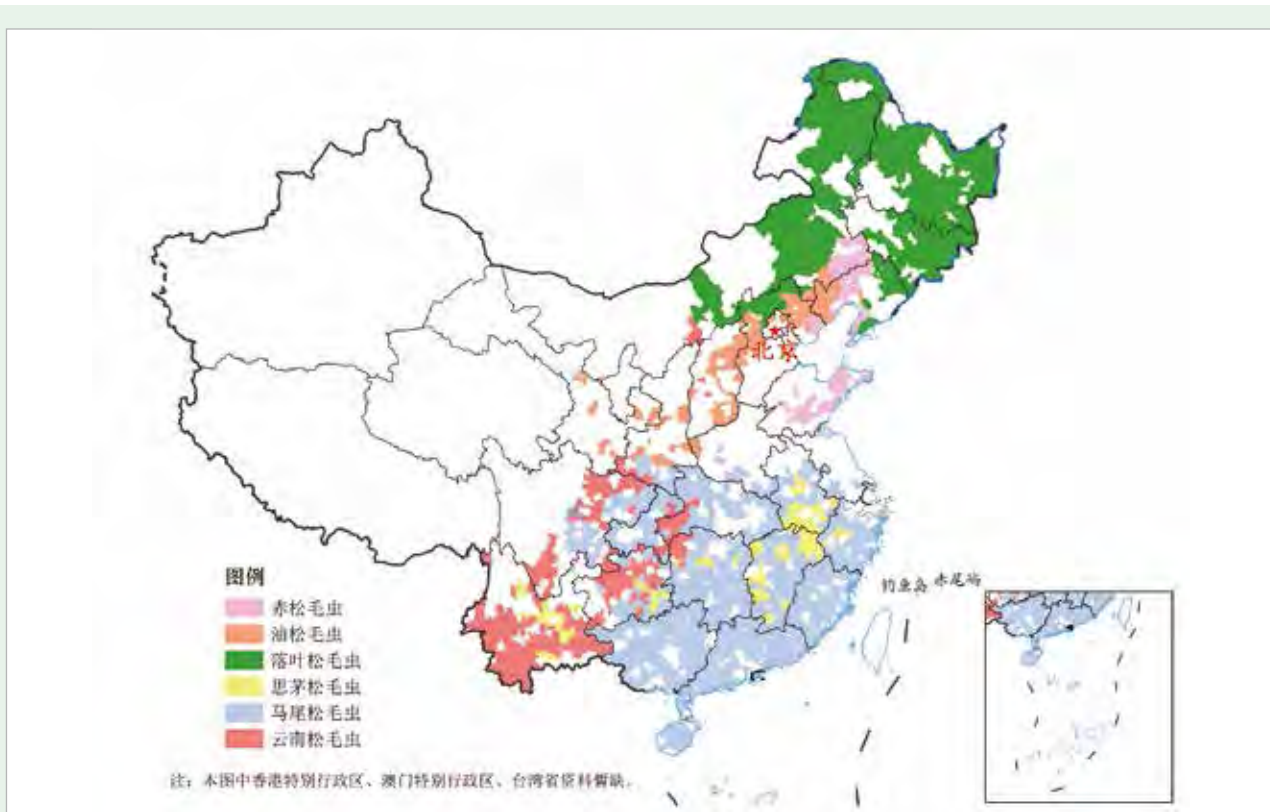 北京
钓鱼岛 赤尾屿
图例
赤松毛虫
油松毛虫
落叶松毛虫
思茅松毛虫
马尾松毛虫
云南松毛虫
注：本图中香港特别行政区、澳门特别行政区、台湾省资料暂缺。